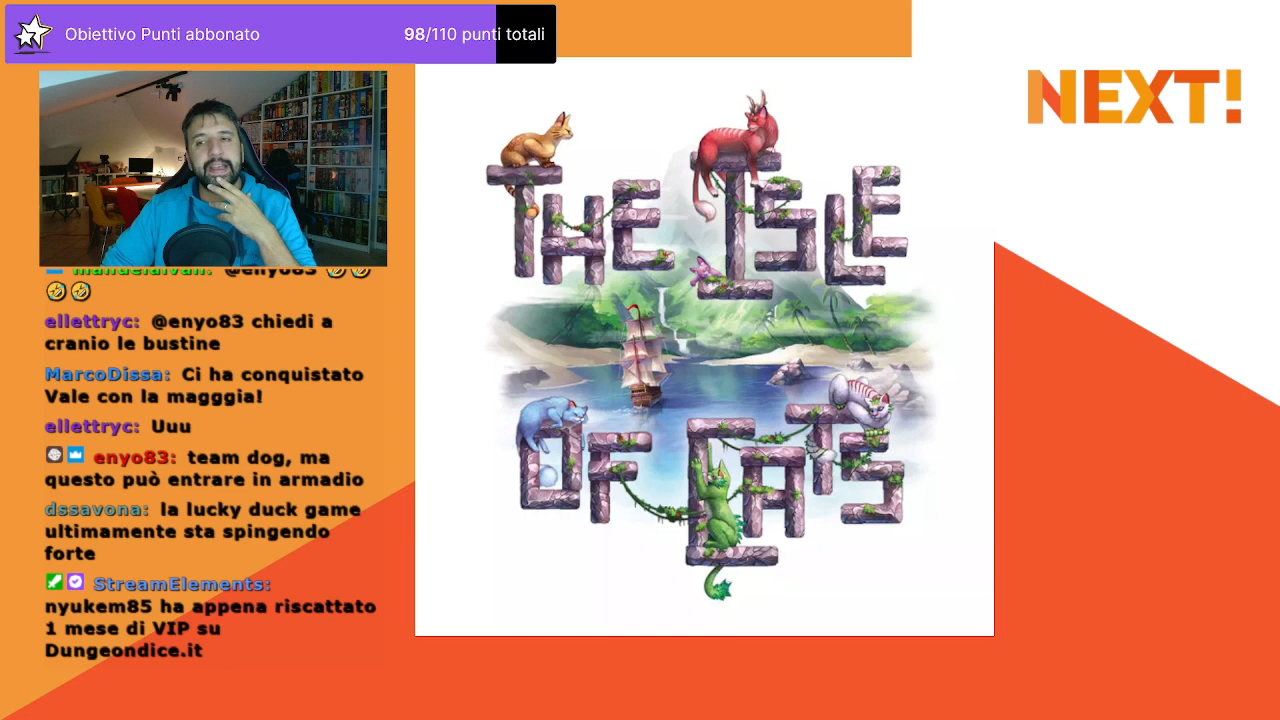 Obiettivo Punti abbonato 98/110 punti totali
NEXT!
THE ISLE
OF CATS
manuelaivan: @enyo83
ellettryc: @enyo83 chiedi a
cranio le bustine
MarcoDissa: Ci ha conquistato
Vale con la magggia!
ellettryc: Uuu
enyo83: team dog, ma
questo può entrare in armadio
dssavona: la lucky duck game
ultimamente sta spingendo
forte
StreamElements:
nyukem85 ha appena riscattato
1 mese di VIP su
Dungeondice.it